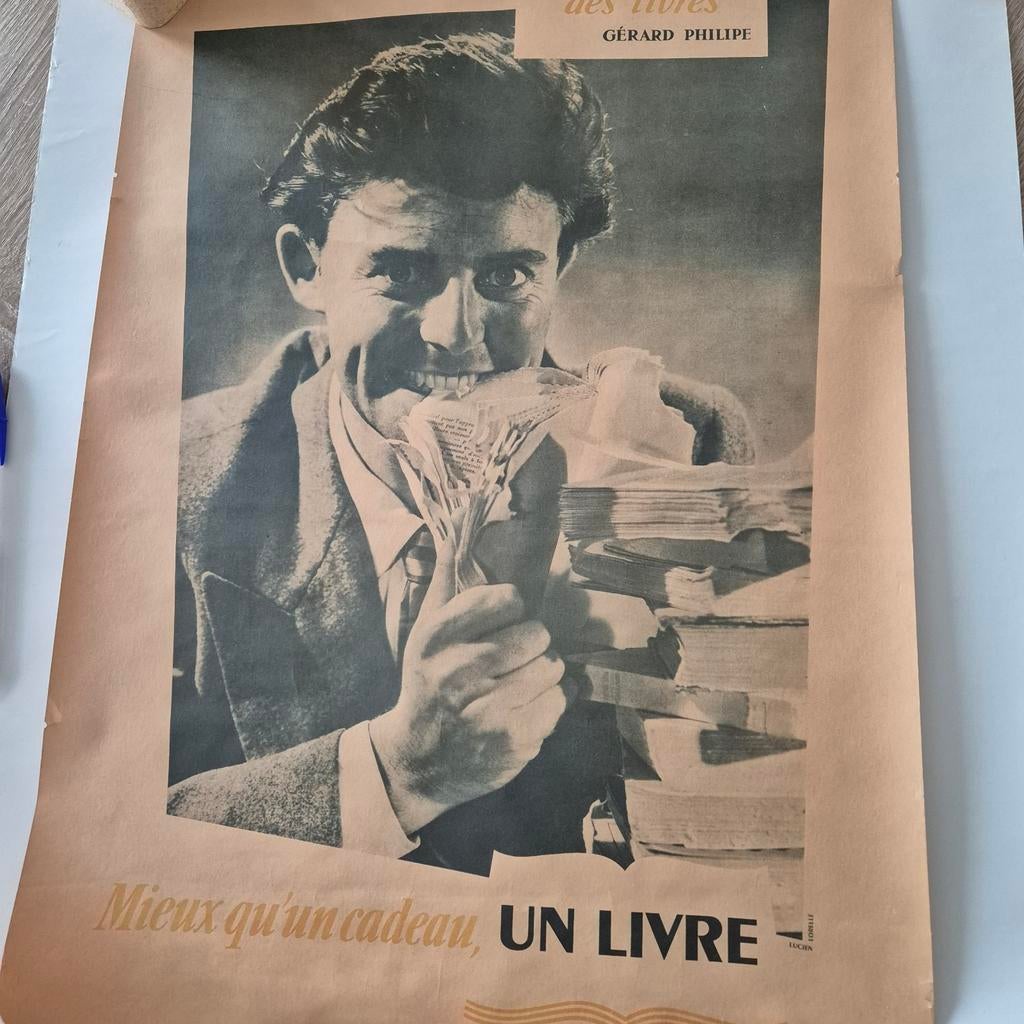 des livres
GÉRARD PHILIPE
Mieux qu'un cadeau, UN LIVRE
LUCIEN LORELLE